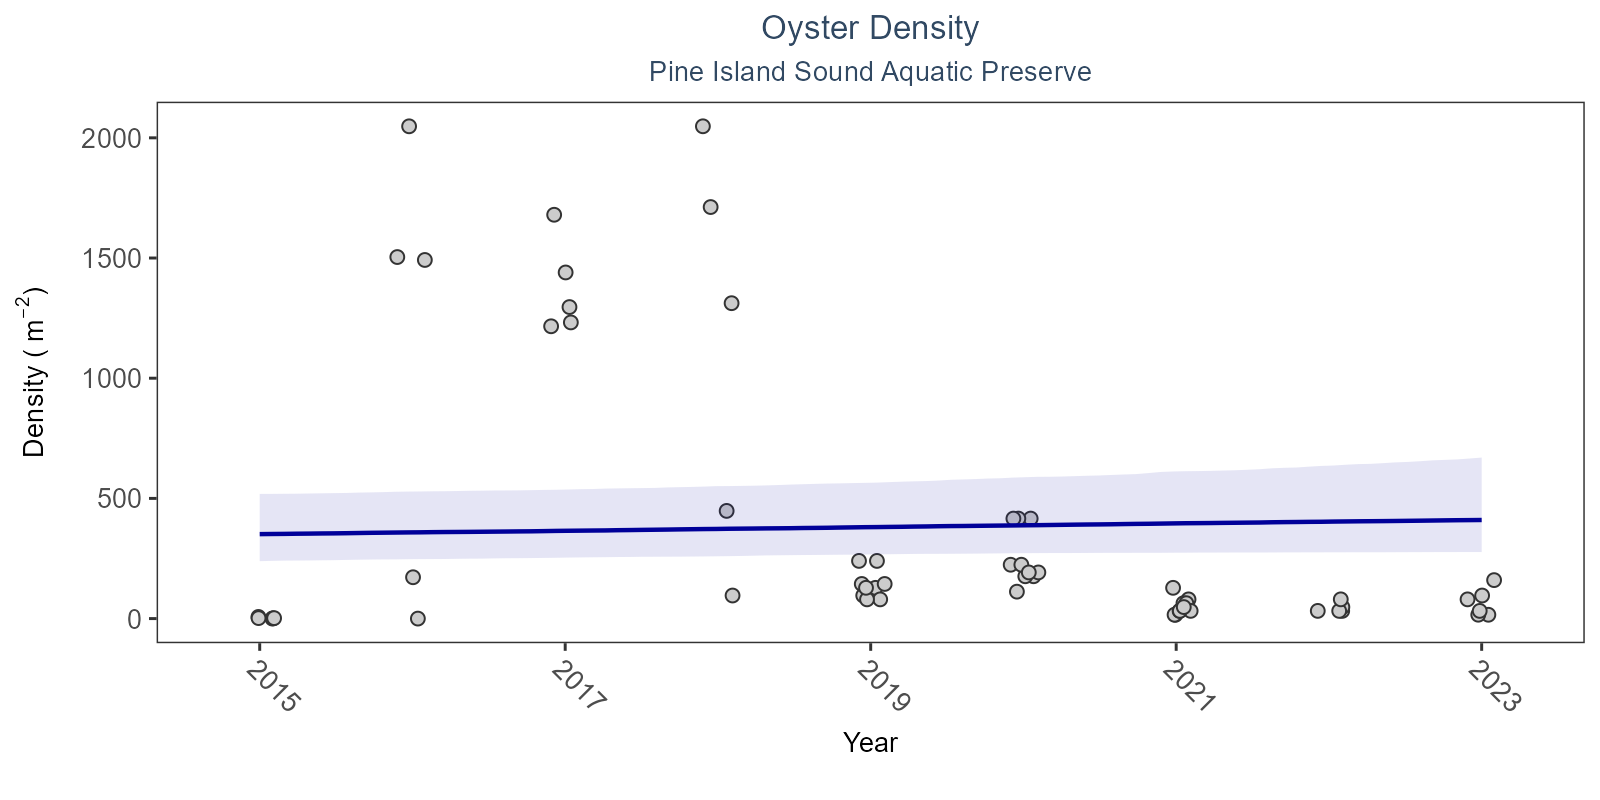 Oyster Density
Pine Island Sound Aquatic Preserve
2000
1500
1000
500
0
Density ( m⁻²)
2015 2017 2019 2021 2023
Year